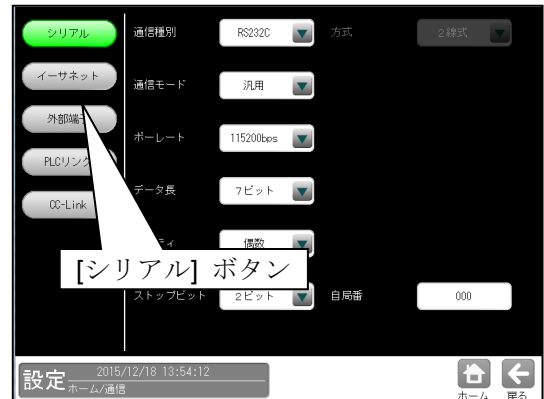 シリアル 通信種別 RS232C 方式 2線式
イーサネット 通信モード 汎用
外部端子 ボーレート 115200bps
PLCリンク データ長 7ビット
CC-Link 偶数
[シリアル] ボタン
ストップビット 2ビット 自局番 000
設定 2015/12/18 13:54:12
ホーム/通信
ホーム 戻る